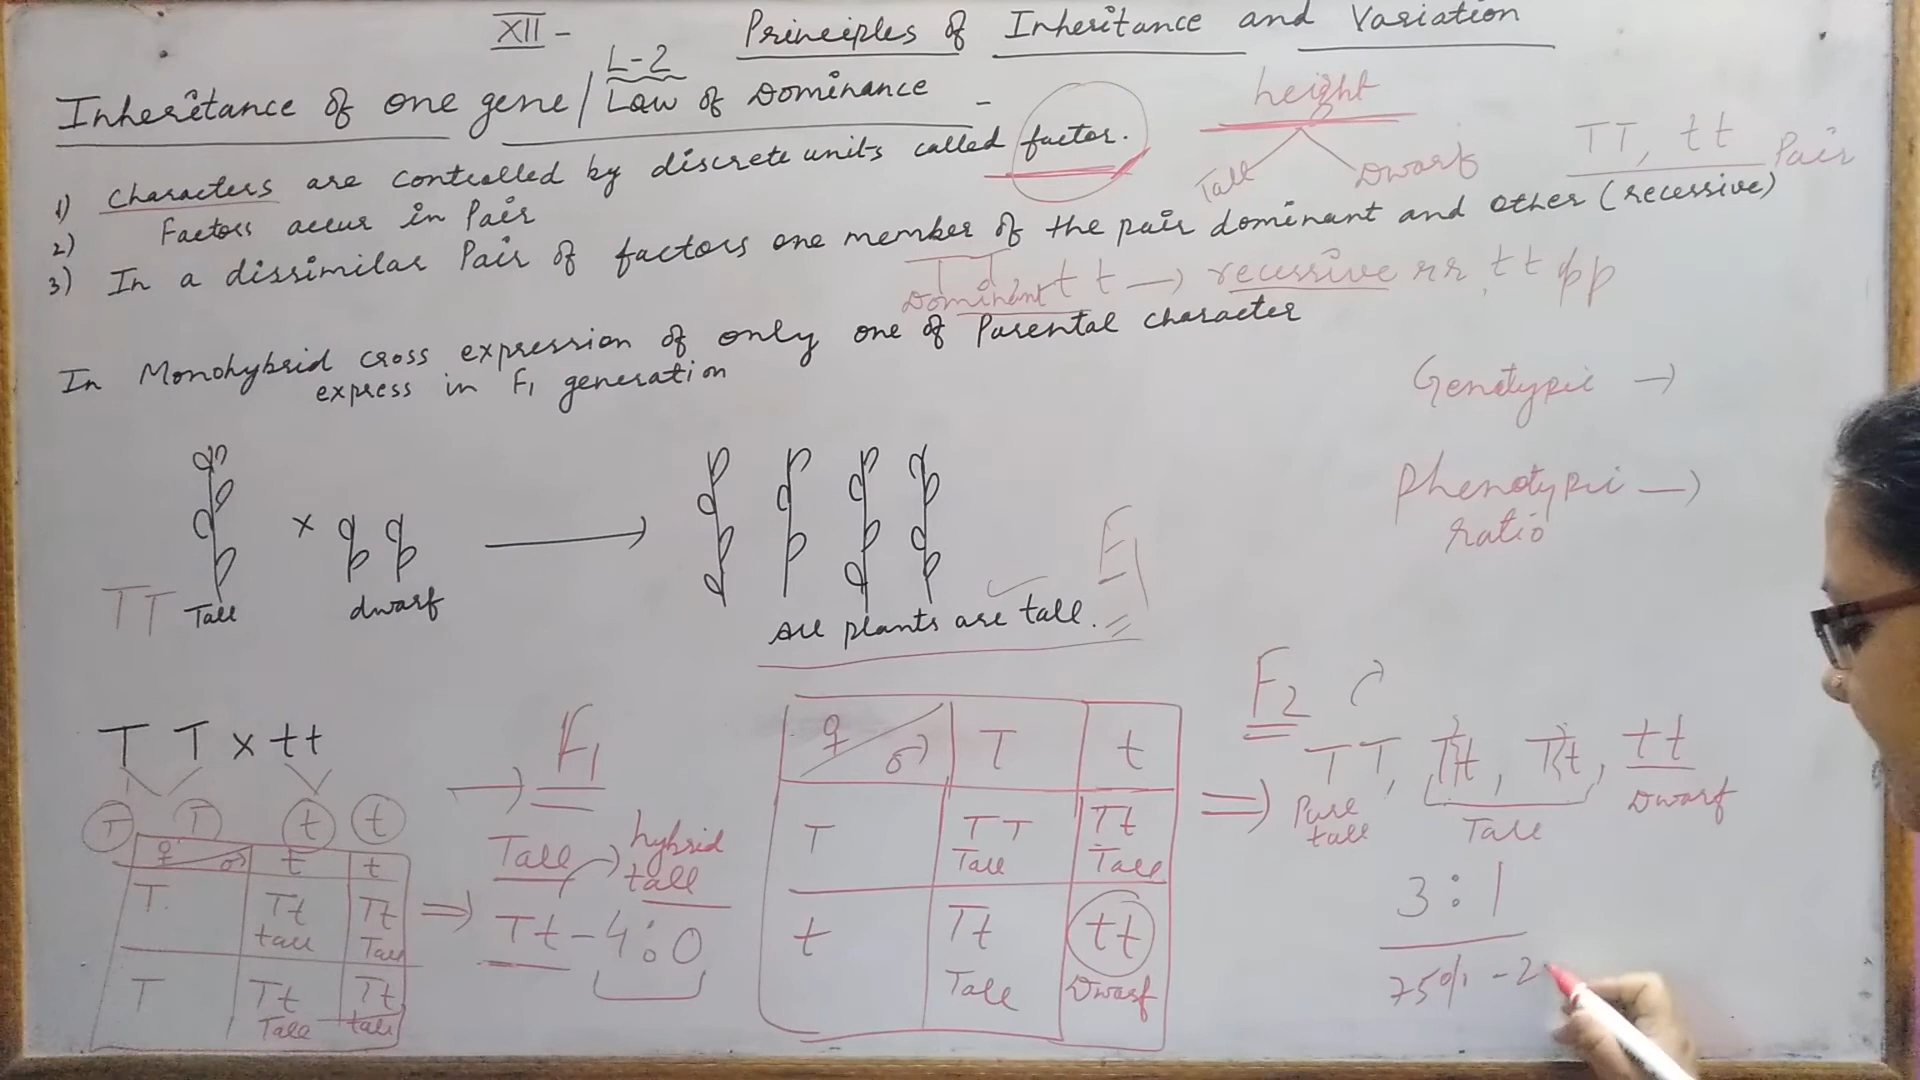 XII - Principles of Inheritance and Variation
L-2
Inheritance of one gene / Law of Dominance -
1) Characters are controlled by discrete units called factor.
2) Factors occur in Pair
3) In a dissimilar Pair of factors one member of the pair dominant and other (recessive)
height
Tall Dwarf
TT, tt Pair
TT
Dominant tt → recessive rr, tt pp
In Monohybrid cross expression of only one of Parental character
express in F1 generation
Genotypic →
Phenotypic →
ratio
×
TT Tall dwarf
F1
All plants are tall.
TT × tt
T T t t
♀ ♂ t t
T Tt Tt
tall Tall
T Tt Tt
Tall tall
→ F1
Tall → hybrid
tall
⇒ Tt - 4:0
♀ ♂ T t
T TT Tt
Tall Tall
t Tt tt
Tall Dwarf
F2
⇒ TT, Tt, Tt, tt
Pure
tall
Tall
Dwarf
3:1
75% - 2